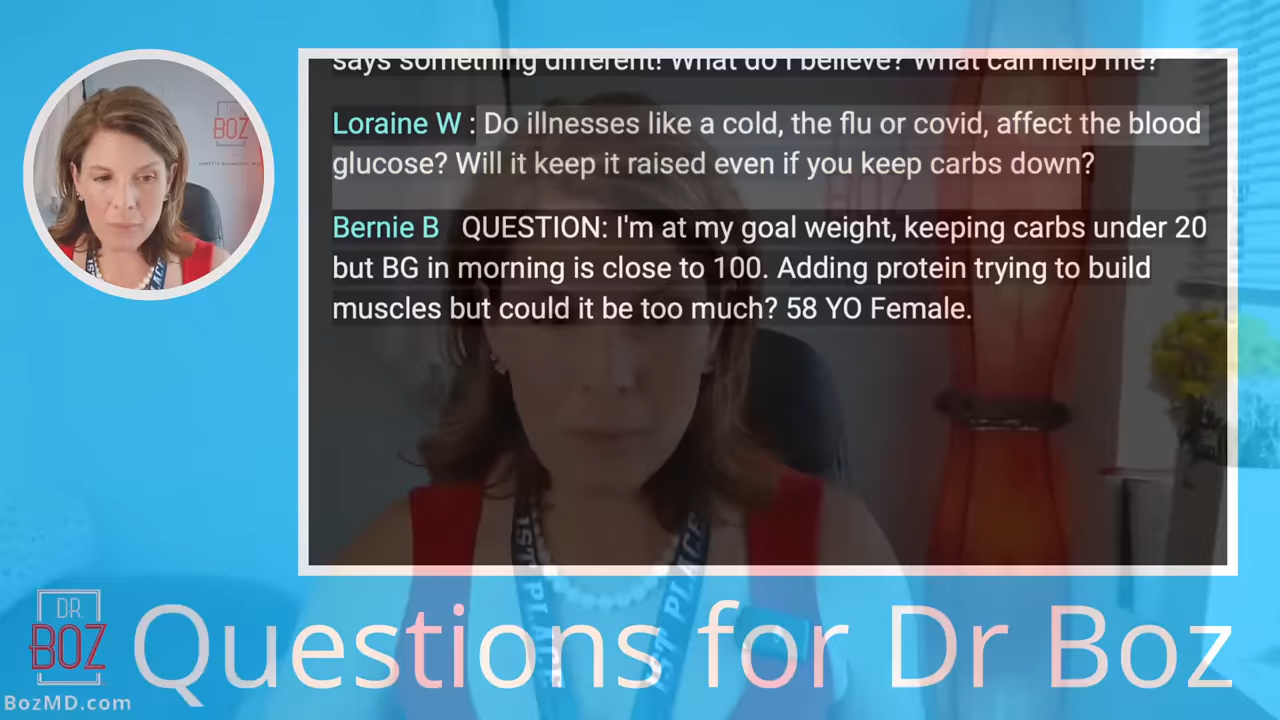 BOZ
says something different! What do I believe? What can help me?
Loraine W : Do illnesses like a cold, the flu or covid, affect the blood
glucose? Will it keep it raised even if you keep carbs down?
Bernie B QUESTION: I'm at my goal weight, keeping carbs under 20
but BG in morning is close to 100. Adding protein trying to build
muscles but could it be too much? 58 YO Female.
DR.
BOZ
Questions for Dr Boz
BozMD.com